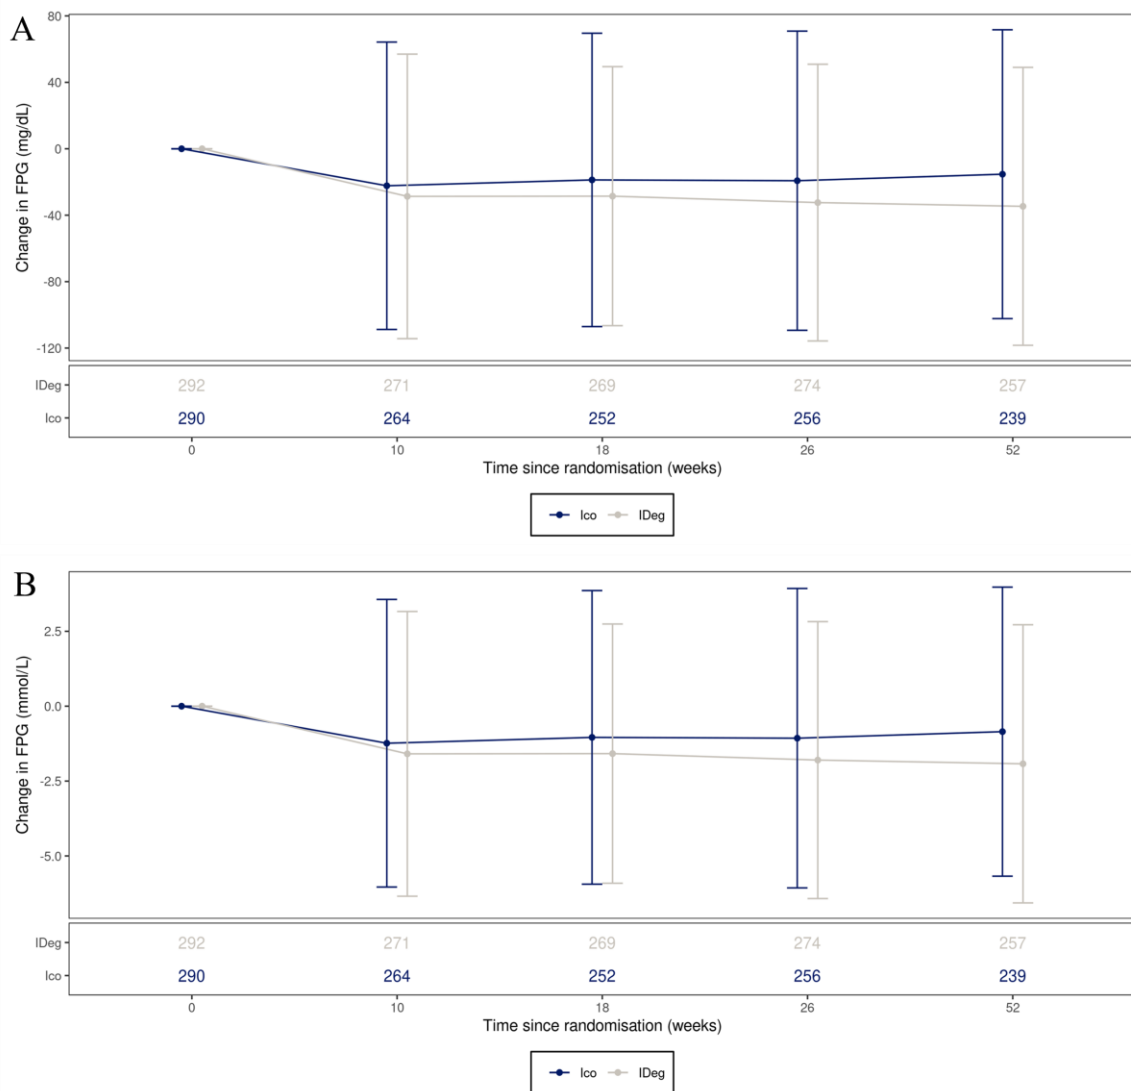 A
Change in FPG (mg/dL)
80
40
0
-40
-80
-120
IDeg 292 271 269 274 257
Ico 290 264 252 256 239
0 10 18 26 52
Time since randomisation (weeks)
Ico IDeg
B
Change in FPG (mmol/L)
2.5
0.0
-2.5
-5.0
IDeg 292 271 269 274 257
Ico 290 264 252 256 239
0 10 18 26 52
Time since randomisation (weeks)
Ico IDeg